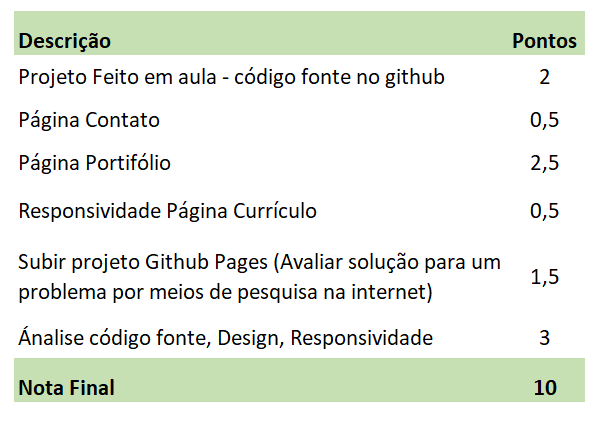 Descrição Pontos
Projeto Feito em aula - código fonte no github 2
Página Contato 0,5
Página Portifólio 2,5
Responsividade Página Currículo 0,5
Subir projeto Github Pages (Avaliar solução para um
problema por meios de pesquisa na internet) 1,5
Ánalise código fonte, Design, Responsividade 3
Nota Final 10